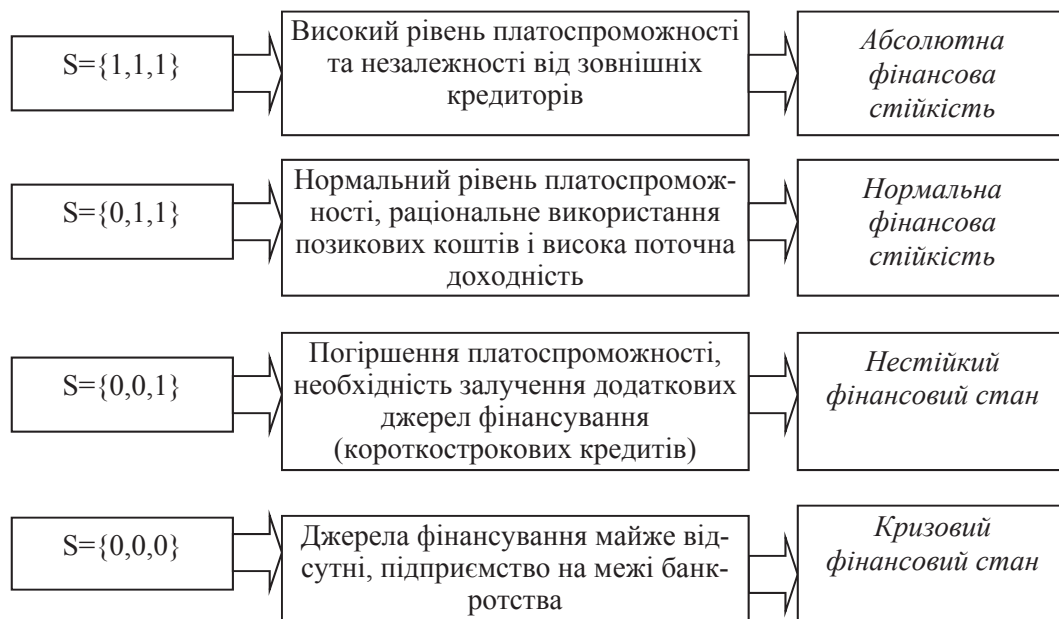 S={1,1,1}
Високий рівень платоспроможності
та незалежності від зовнішніх
кредиторів
Абсолютна
фінансова
стійкість
S={0,1,1}
Нормальний рівень платоспромож-
ності, раціональне використання
позикових коштів і висока поточна
доходність
Нормальна
фінансова
стійкість
S={0,0,1}
Погіршення платоспроможності,
необхідність залучення додаткових
джерел фінансування
(короткострокових кредитів)
Нестійкий
фінансовий стан
S={0,0,0}
Джерела фінансування майже від-
сутні, підприємство на межі банк-
ротства
Кризовий
фінансовий стан